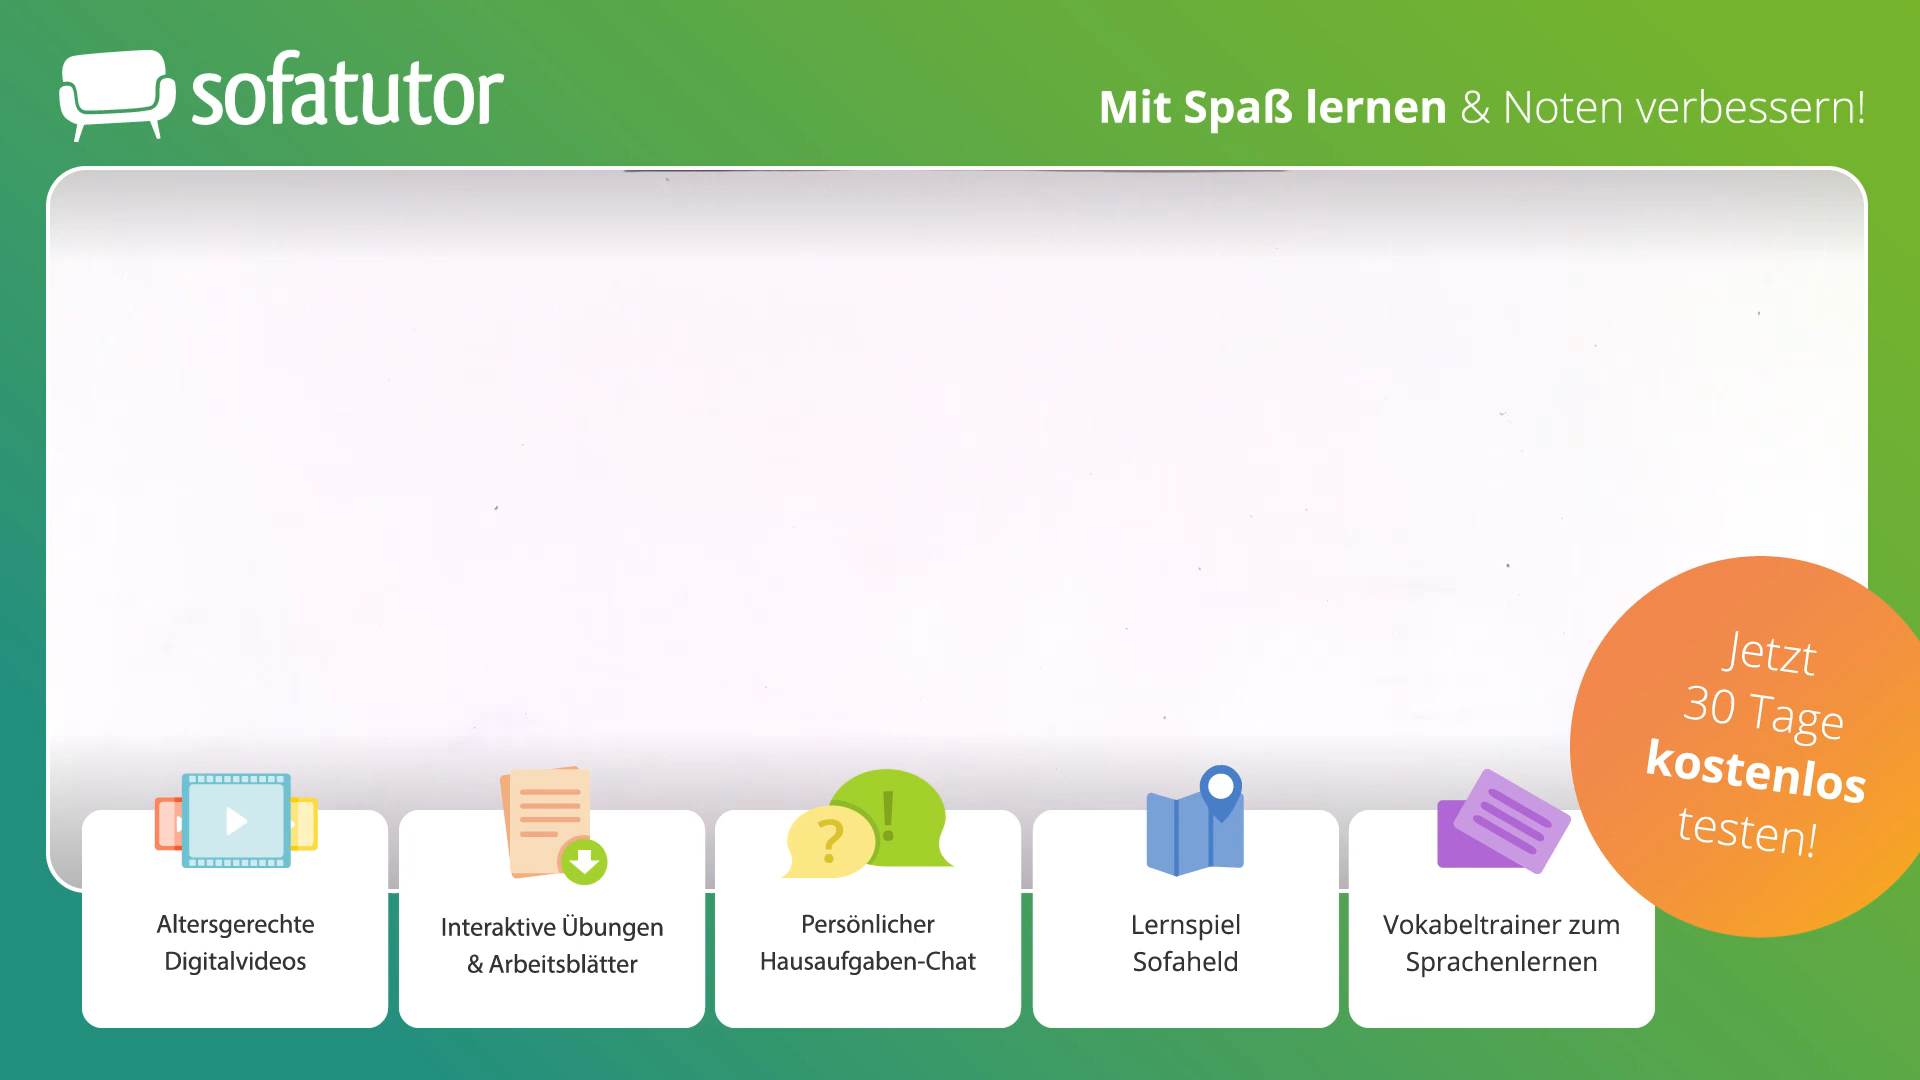 sofatutor
Mit Spaß lernen & Noten verbessern!
Jetzt
30 Tage
kostenlos
testen!
?
!
Altersgerechte
Digitalvideos
Interaktive Übungen
& Arbeitsblätter
Persönlicher
Hausaufgaben-Chat
Lernspiel
Sofaheld
Vokabeltrainer zum
Sprachenlernen